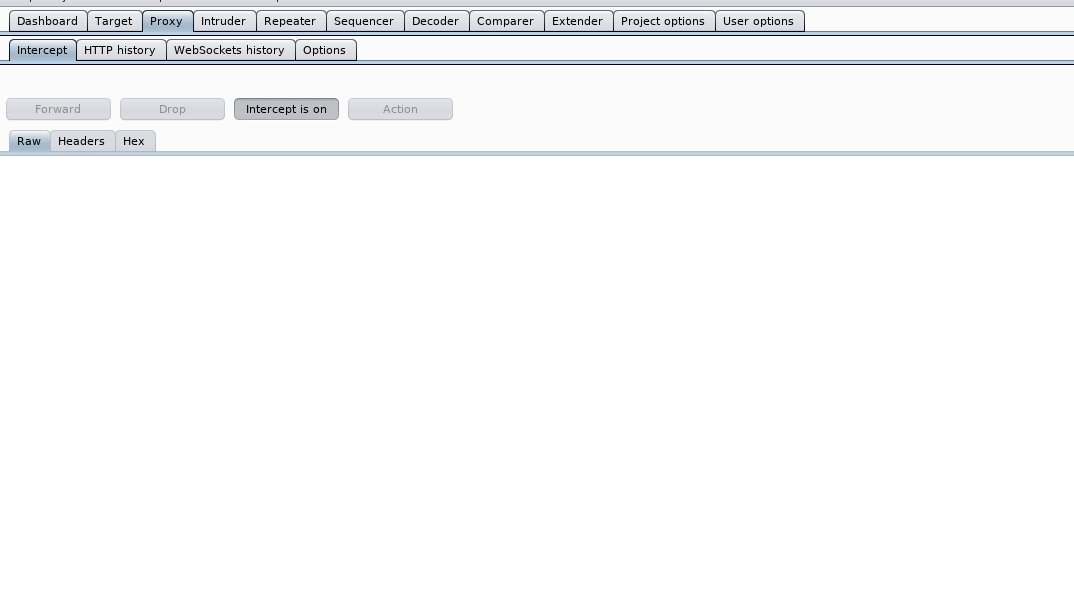 Dashboard Target Proxy Intruder Repeater Sequencer Decoder Comparer Extender Project options User options
Intercept HTTP history WebSockets history Options
Forward Drop Intercept is on Action
Raw Headers Hex